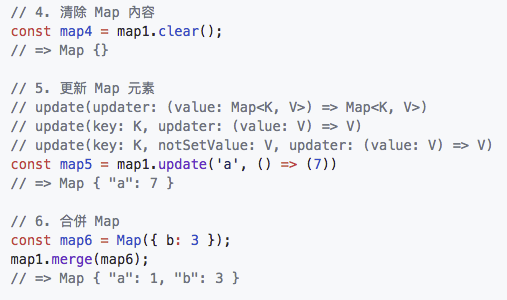 // 4. 清除 Map 內容
const map4 = map1.clear();
// => Map {}
// 5. 更新 Map 元素
// update(updater: (value: Map<K, V>) => Map<K, V>)
// update(key: K, updater: (value: V) => V)
// update(key: K, notSetValue: V, updater: (value: V) => V)
const map5 = map1.update('a', () => (7))
// => Map { "a": 7 }
// 6. 合併 Map
const map6 = Map({ b: 3 });
map1.merge(map6);
// => Map { "a": 1, "b": 3 }